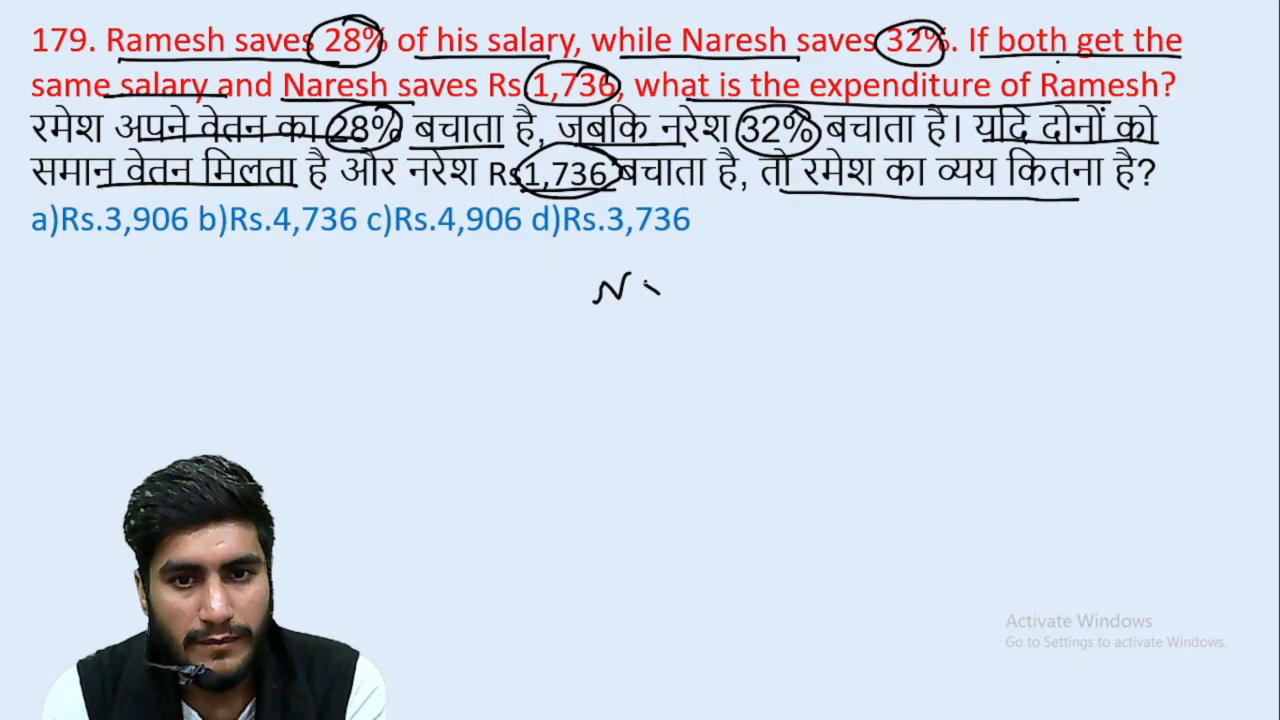 179. Ramesh saves 28% of his salary, while Naresh saves 32%. If both get the
same salary and Naresh saves Rs 1,736, what is the expenditure of Ramesh?
रमेश अपने वेतन का 28% बचाता है, जबकि नरेश 32% बचाता है। यदि दोनों को
समान वेतन मिलता है और नरेश Rs 1,736 बचाता है, तो रमेश का व्यय कितना है?
a)Rs.3,906 b)Rs.4,736 c)Rs.4,906 d)Rs.3,736
N
Activate Windows
Go to Settings to activate Windows.